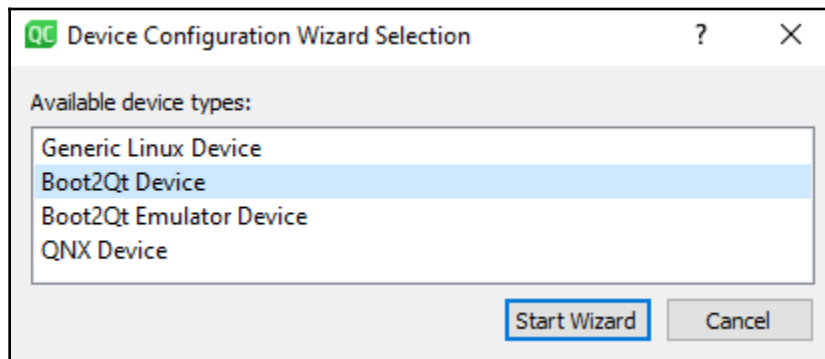 QC Device Configuration Wizard Selection ? ×
Available device types:
Generic Linux Device
Boot2Qt Device
Boot2Qt Emulator Device
QNX Device
Start Wizard Cancel